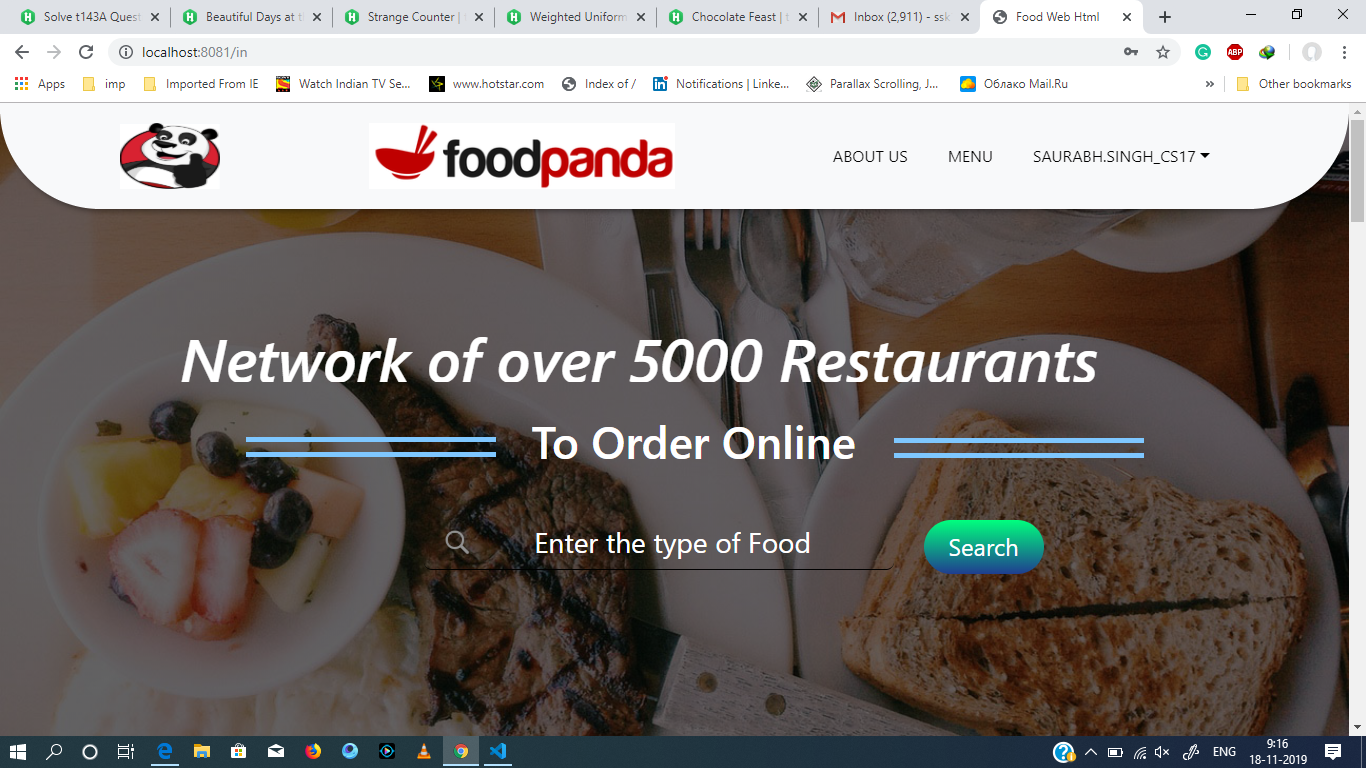 Solve t143A Quest
Beautiful Days at t
Strange Counter |
Weighted Uniform
Chocolate Feast | t
Inbox (2,911) - ssk
Food Web Html
localhost:8081/in
ABP
Apps
imp
Imported From IE
Watch Indian TV Se...
www.hotstar.com
Index of /
Notifications | Linke...
Parallax Scrolling, J...
Облако Mail.Ru
Other bookmarks
foodpanda
ABOUT US
MENU
SAURABH.SINGH_CS17
Network of over 5000 Restaurants
To Order Online
Enter the type of Food
Search
ENG
9:16
18-11-2019